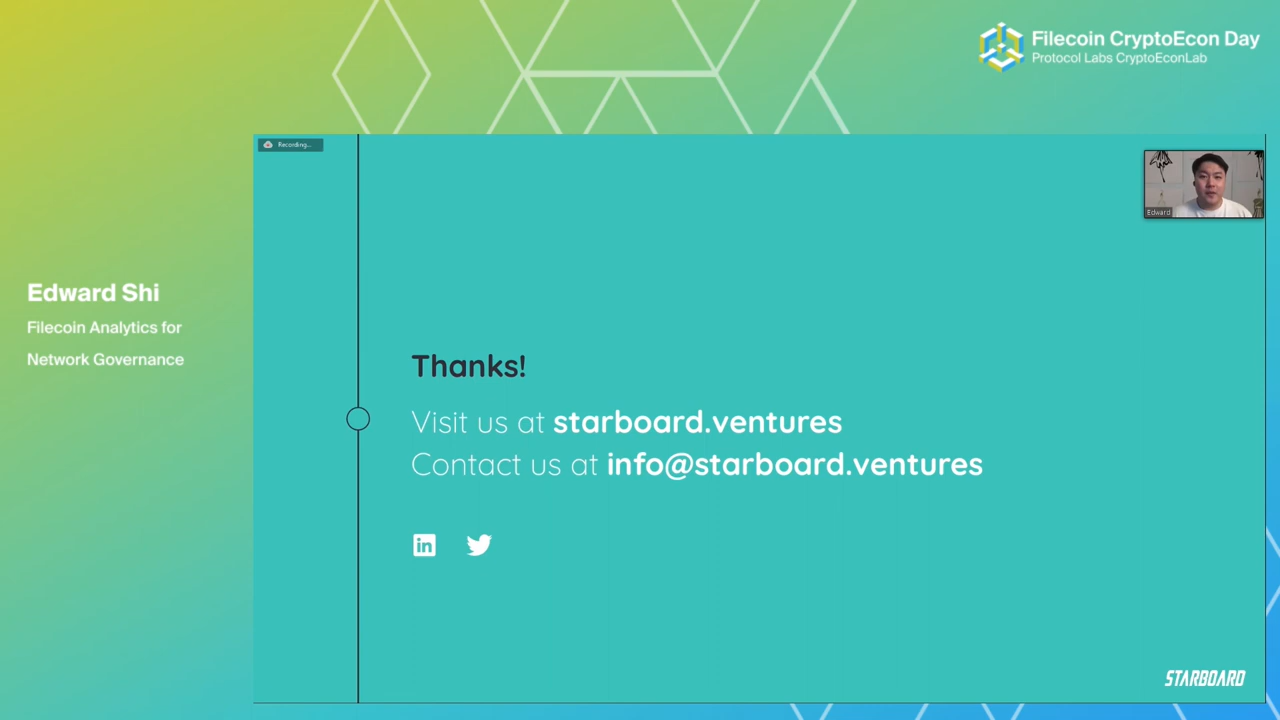 Filecoin CryptoEcon Day
Protocol Labs CryptoEconLab
Recording...
Edward
Edward Shi
Filecoin Analytics for
Network Governance
Thanks!
Visit us at starboard.ventures
Contact us at info@starboard.ventures
in
STARBOARD